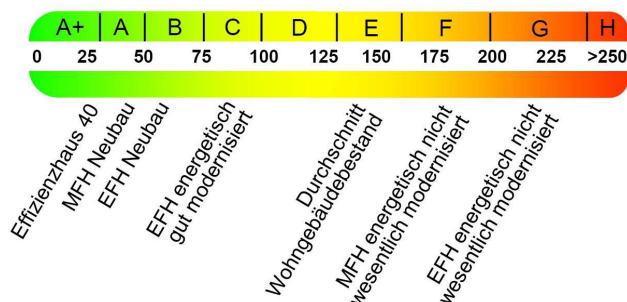 A+ A B C D E F G H
0 25 50 75 100 125 150 175 200 225 >250
Effizienzhaus 40
MFH Neubau
EFH Neubau
EFH energetisch
gut modernisiert
Durchschnitt
Wohngebäudebestand
MFH energetisch nicht
wesentlich modernisiert
EFH energetisch nicht
wesentlich modernisiert